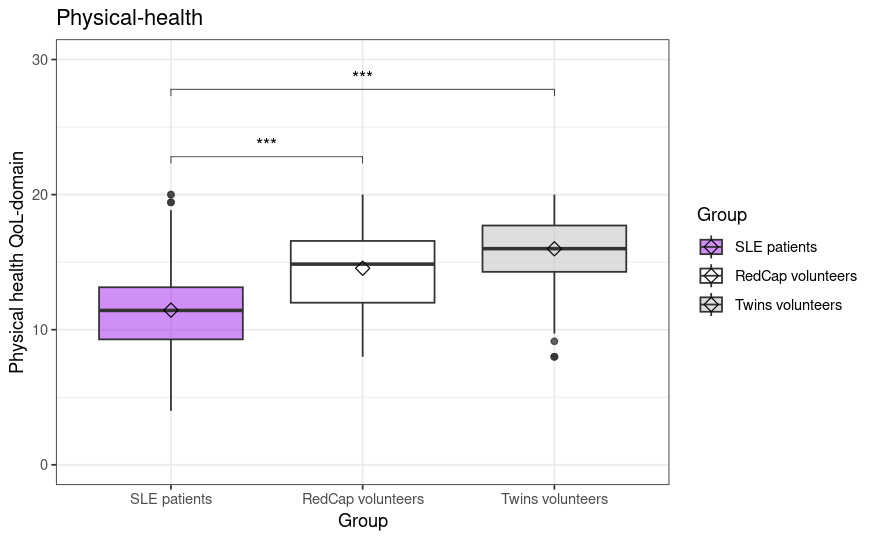 Physical-health
30
20
10
0
Physical health QoL-domain
***
***
SLE patients
RedCap volunteers
Twins volunteers
Group
Group
SLE patients
RedCap volunteers
Twins volunteers